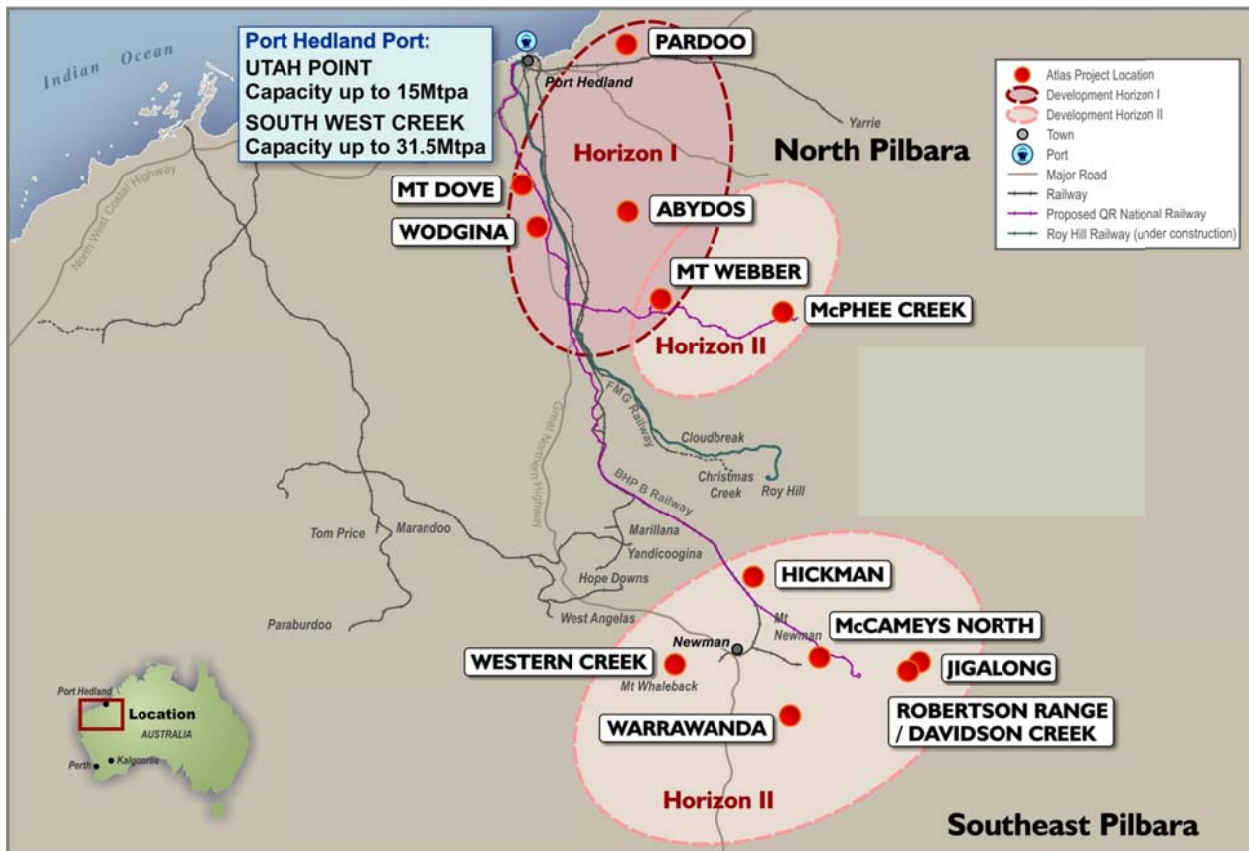 Indian Ocean
Port Hedland Port:
UTAH POINT
Capacity up to 15Mtpa
SOUTH WEST CREEK
Capacity up to 31.5Mtpa
Port Hedland
PARDOO
Yarrie
Atlas Project Location
Development Horizon I
Development Horizon II
Town
Port
Major Road
Railway
Proposed QR National Railway
Roy Hill Railway (under construction)
North Pilbara
Horizon I
North West Costal Highway
MT DOVE
WODGINA
ABYDOS
MT WEBBER
McPHEE CREEK
Horizon II
FMG Railway
Great Northern Highway
Cloudbreak
Christmas
Creek
Roy Hill
BHP B Railway
Tom Price
Marandoo
Marillana
Yandicoogina
Hope Downs
West Angelas
Paraburdoo
HICKMAN
Mt
Newman
McCAMEYS NORTH
Newman
WESTERN CREEK
Mt Whaleback
JIGALONG
WARRAWANDA
ROBERTSON RANGE
/ DAVIDSON CREEK
Horizon II
Southeast Pilbara
Port Hedland
Location
AUSTRALIA
Perth
Kalgoorlie